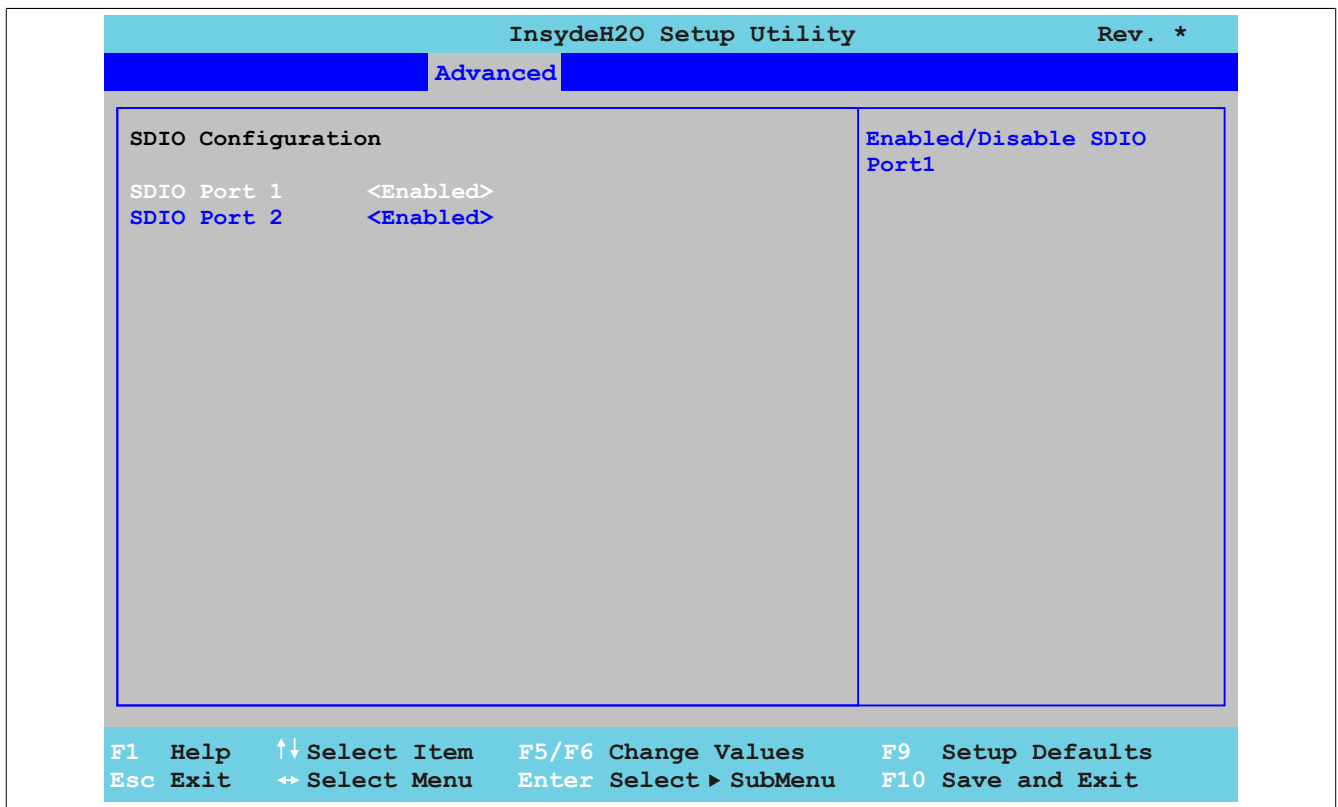 InsydeH2O Setup Utility Rev. *
Advanced
SDIO Configuration
SDIO Port 1 <Enabled>
SDIO Port 2 <Enabled>
Enabled/Disable SDIO
Port1
F1 Help ↑↓ Select Item F5/F6 Change Values F9 Setup Defaults
Esc Exit ↔ Select Menu Enter Select ▶ SubMenu F10 Save and Exit